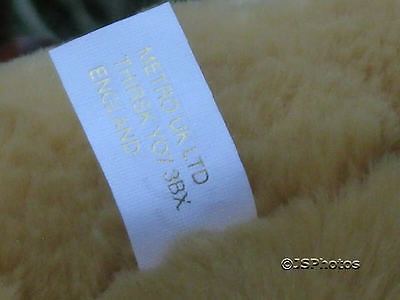 METRO UK LTD
THIRSK YO7 3BX
ENGLAND
©JSPhotos